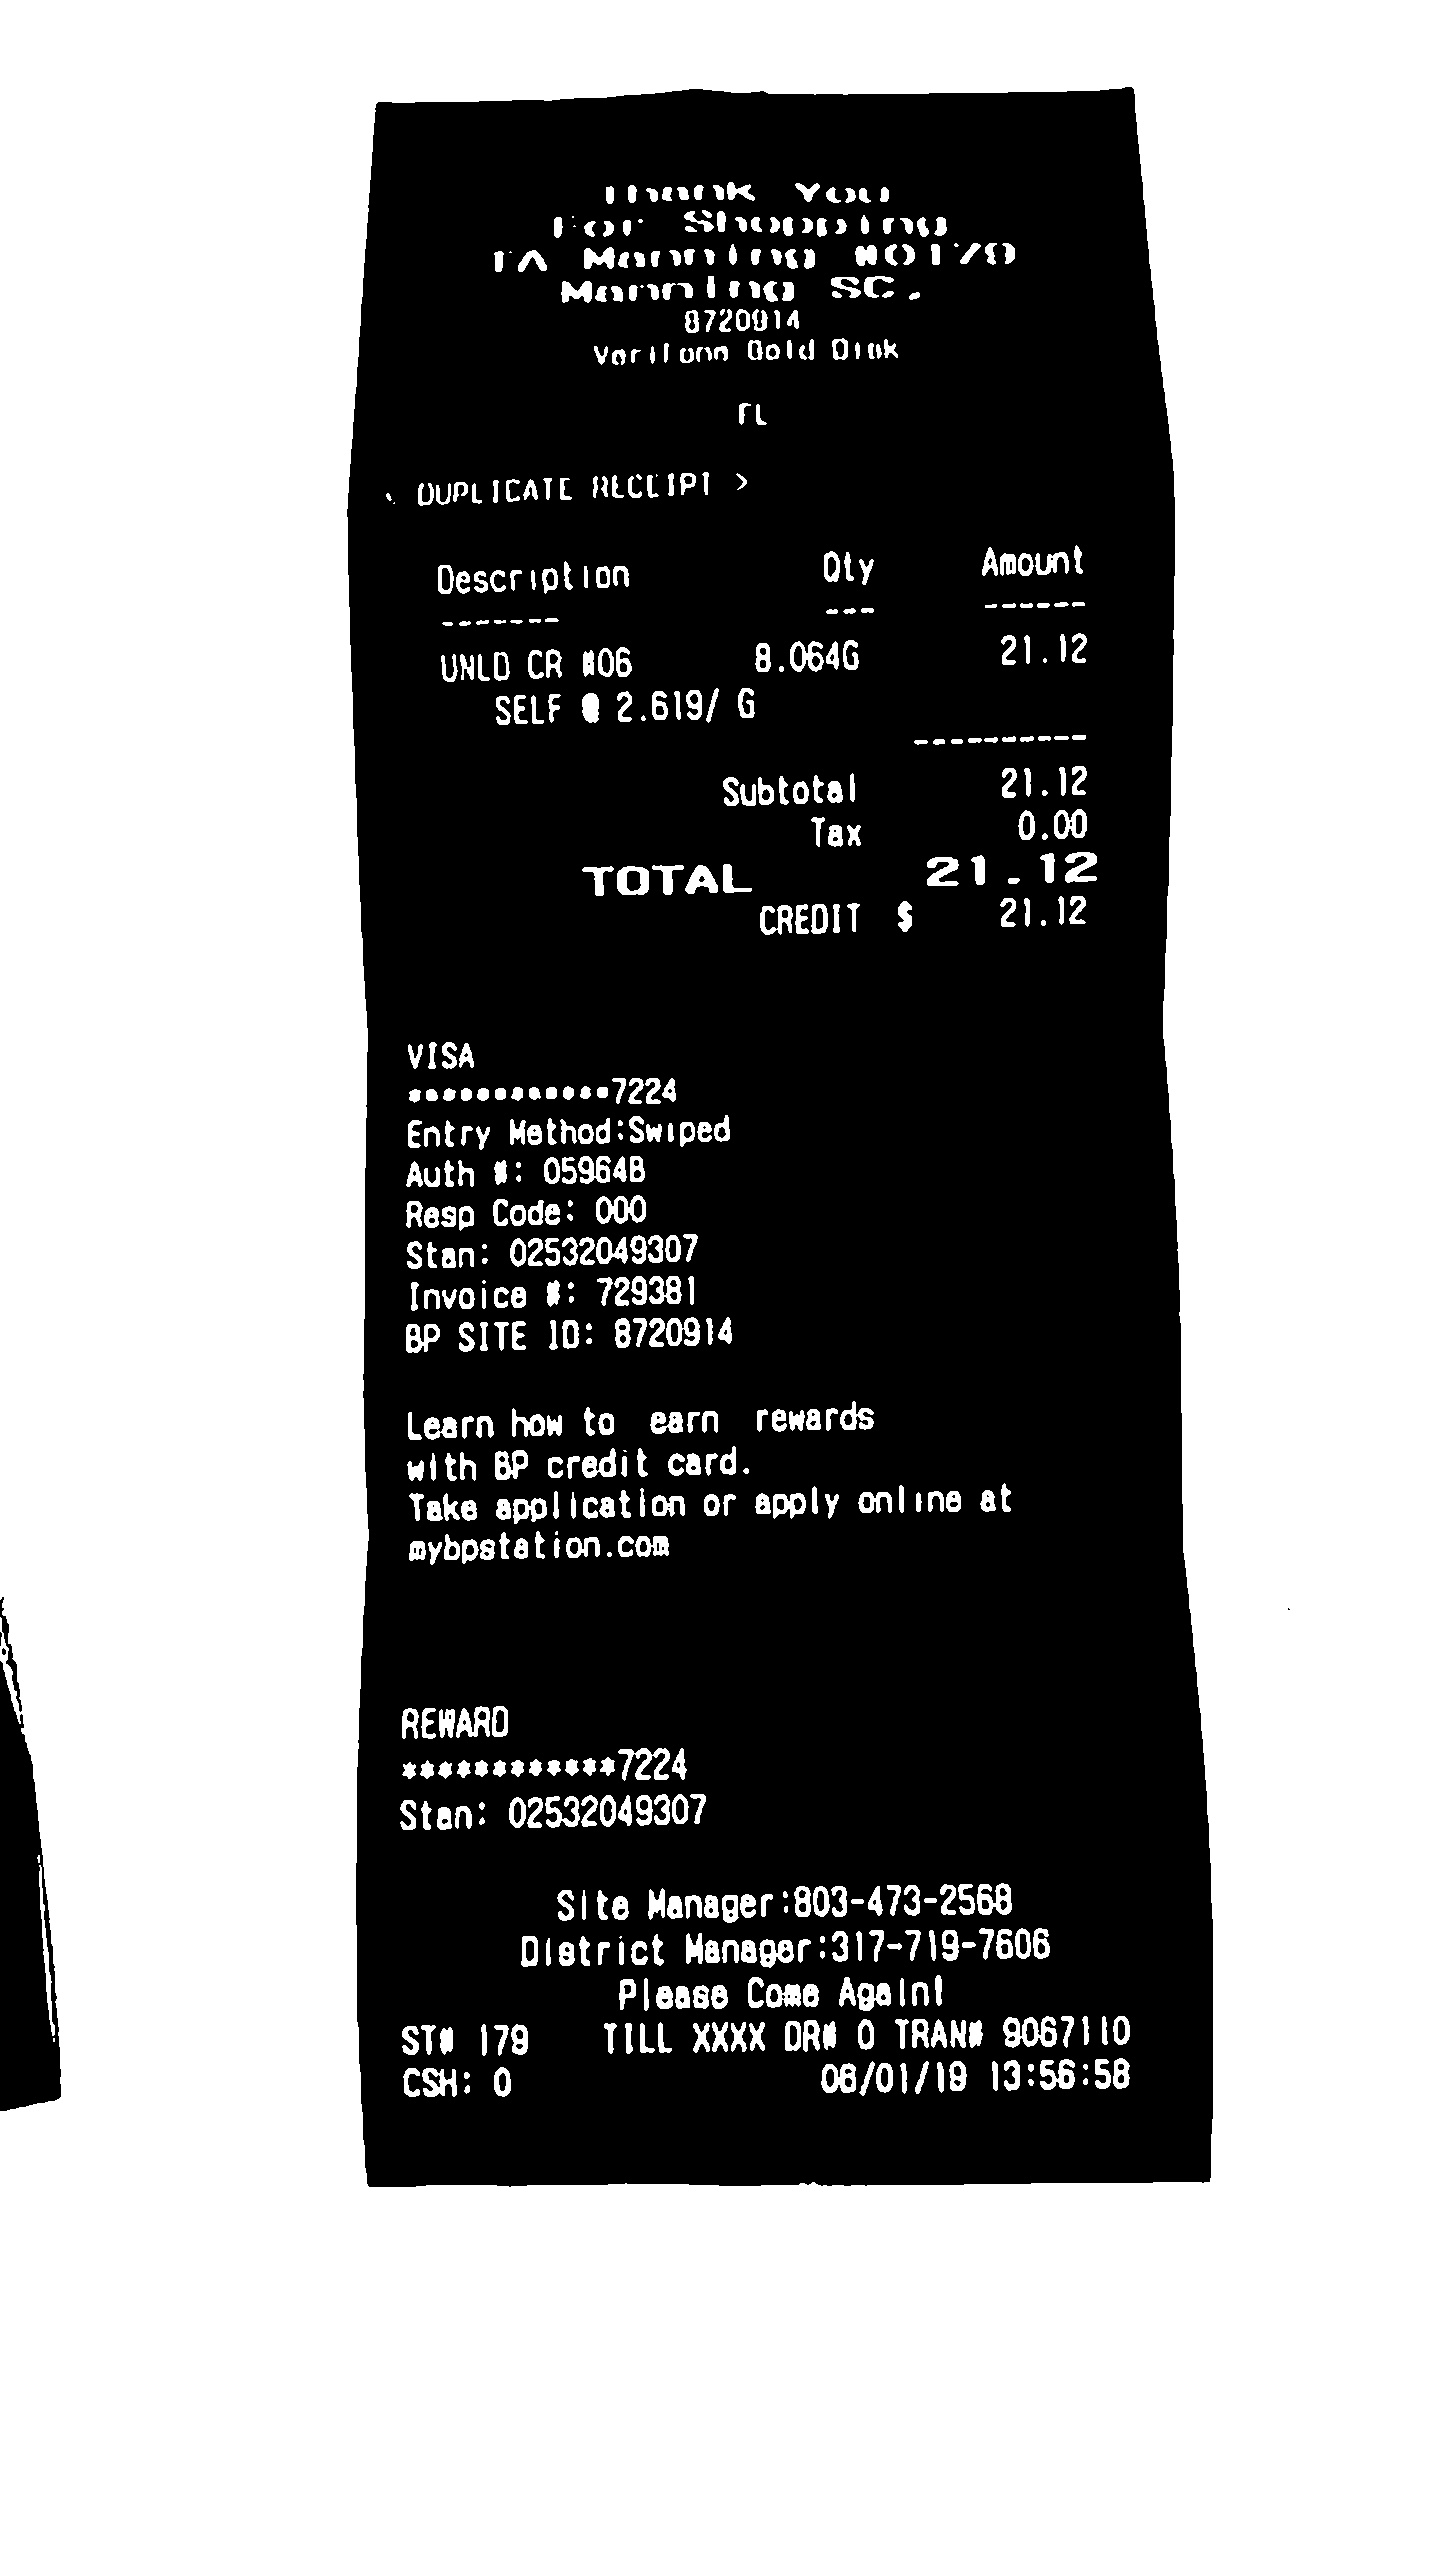 Thank You
For Shopping
TA Manning #0179
Manning SC.
8720914
Verifone Gold Disk
FL
< DUPLICATE RECEIPT >
Description Qty Amount
------- --- ------
UNLD CR #06 8.064G 21.12
SELF @ 2.619/ G
----------
Subtotal 21.12
Tax 0.00
TOTAL 21.12
CREDIT $ 21.12
VISA
************7224
Entry Method:Swiped
Auth #: 05964B
Resp Code: 000
Stan: 02532049307
Invoice #: 729381
BP SITE ID: 8720914
Learn how to earn rewards
with BP credit card.
Take application or apply online at
mybpstation.com
REWARD
************7224
Stan: 02532049307
Site Manager:803-473-2568
District Manager:317-719-7606
Please Come Again!
ST# 179 TILL XXXX DR# 0 TRAN# 9067110
CSH: 0 06/01/19 13:56:58